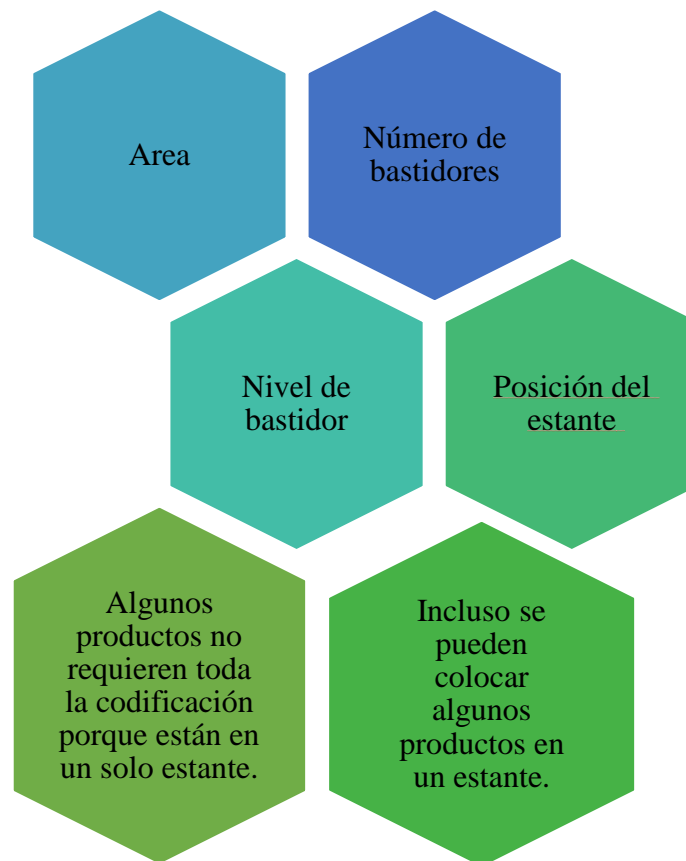 Area
Número de
bastidores
Nivel de
bastidor
Posición del
estante
Algunos
productos no
requieren toda
la codificación
porque están en
un solo estante.
Incluso se
pueden
colocar
algunos
productos en
un estante.